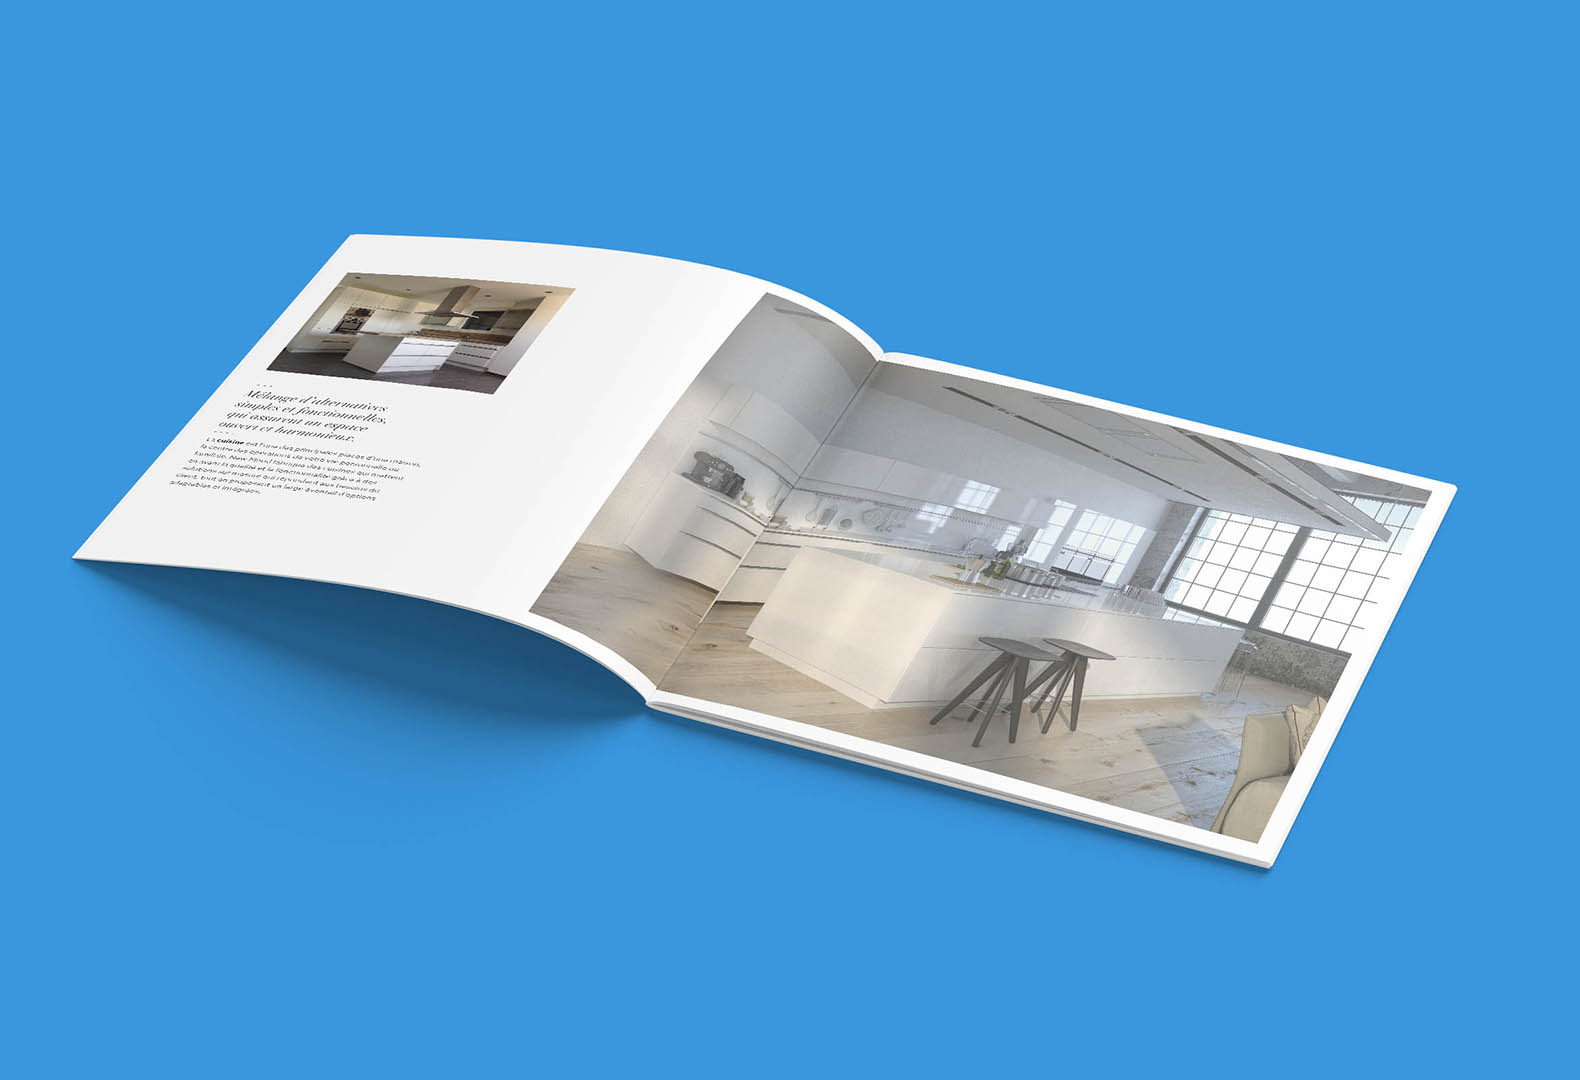 Mélange d'alternatives
simples et fonctionnelles,
qui assurent un espace
ouvert et harmonieux.
La cuisine est l'une des principales pièces d'une maison,
le centre des opérations de votre vie personnelle ou
familiale. New-Mood fabrique des cuisines qui mettent
en avant la qualité et la fonctionnalité grâce à des
solutions sur mesure qui répondent aux besoins du
client, tout en proposant un large éventail d'options
adaptables et intégrées.